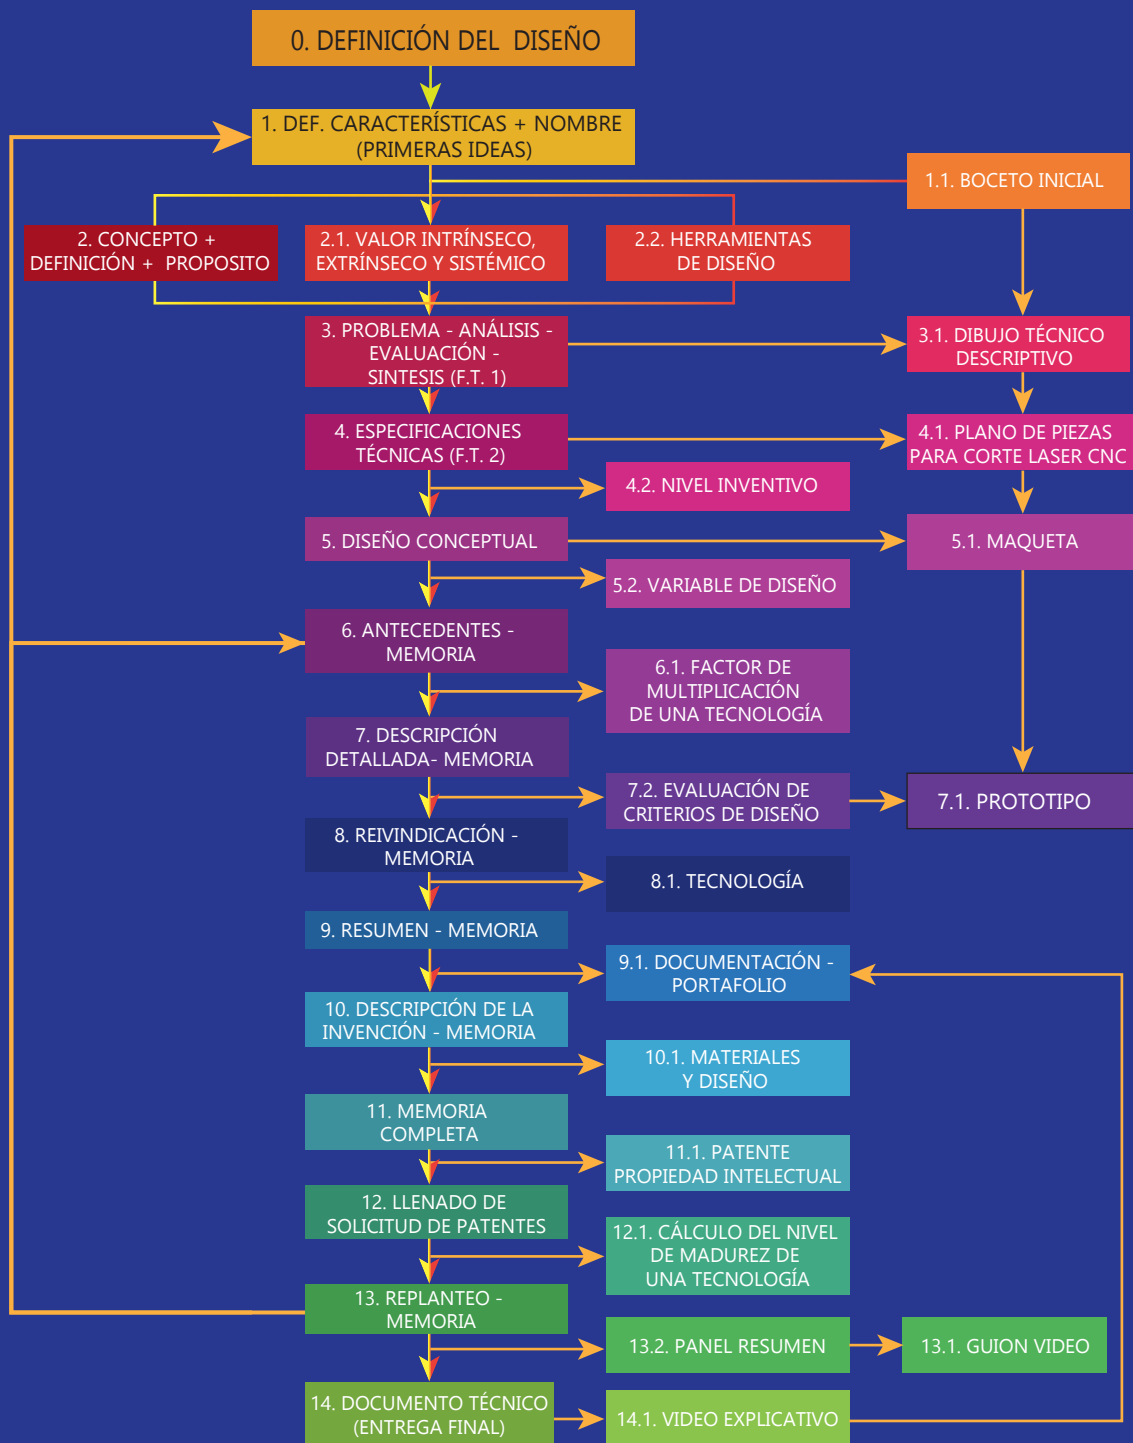 0. DEFINICIÓN DEL DISEÑO
1. DEF. CARACTERÍSTICAS + NOMBRE
(PRIMERAS IDEAS)
1.1. BOCETO INICIAL
2. CONCEPTO +
DEFINICIÓN + PROPOSITO
2.1. VALOR INTRÍNSECO,
EXTRÍNSECO Y SISTÉMICO
2.2. HERRAMIENTAS
DE DISEÑO
3. PROBLEMA - ANÁLISIS -
EVALUACIÓN -
SINTESIS (F.T. 1)
3.1. DIBUJO TÉCNICO
DESCRIPTIVO
4. ESPECIFICACIONES
TÉCNICAS (F.T. 2)
4.1. PLANO DE PIEZAS
PARA CORTE LASER CNC
4.2. NIVEL INVENTIVO
5. DISEÑO CONCEPTUAL
5.1. MAQUETA
5.2. VARIABLE DE DISEÑO
6. ANTECEDENTES -
MEMORIA
6.1. FACTOR DE
MULTIPLICACIÓN
DE UNA TECNOLOGÍA
7. DESCRIPCIÓN
DETALLADA- MEMORIA
7.2. EVALUACIÓN DE
CRITERIOS DE DISEÑO
7.1. PROTOTIPO
8. REIVINDICACIÓN -
MEMORIA
8.1. TECNOLOGÍA
9. RESUMEN - MEMORIA
9.1. DOCUMENTACIÓN -
PORTAFOLIO
10. DESCRIPCIÓN DE LA
INVENCIÓN - MEMORIA
10.1. MATERIALES
Y DISEÑO
11. MEMORIA
COMPLETA
11.1. PATENTE
PROPIEDAD INTELECTUAL
12. LLENADO DE
SOLICITUD DE PATENTES
12.1. CÁLCULO DEL NIVEL
DE MADUREZ DE
UNA TECNOLOGÍA
13. REPLANTEO -
MEMORIA
13.2. PANEL RESUMEN
13.1. GUION VIDEO
14. DOCUMENTO TÉCNICO
(ENTREGA FINAL)
14.1. VIDEO EXPLICATIVO